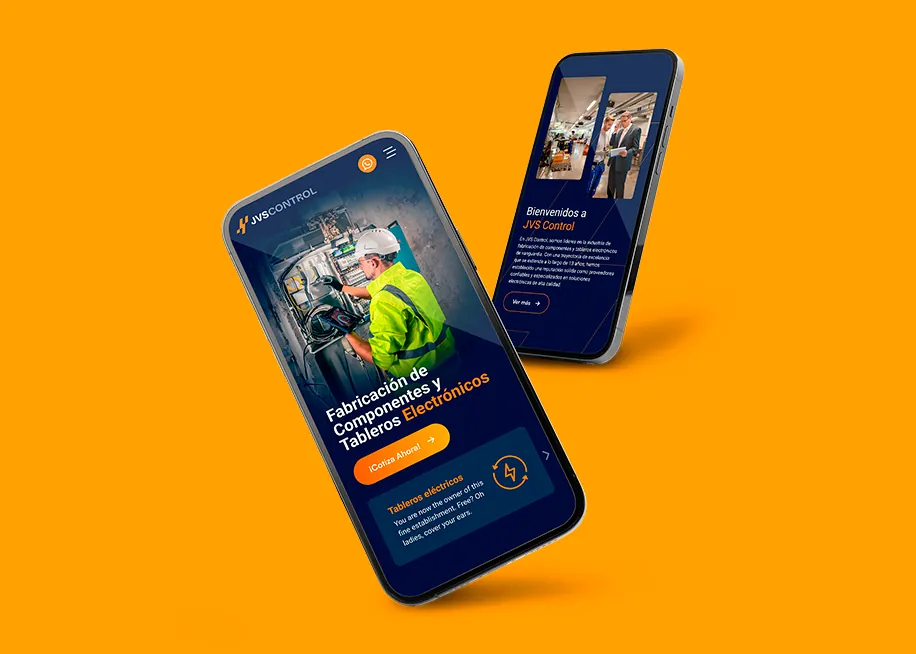 JVSCONTROL
Fabricación de
Componentes y
Tableros Electrónicos
¡Cotiza Ahora!
Tableros eléctricos
You are now the owner of this
fine establishment. Free? Oh
ladies, cover your ears.
Bienvenidos a
JVS Control
En JVS Control, somos líderes en la industria de
fabricación de componentes y tableros electrónicos
de vanguardia. Con una trayectoria de excelencia
que se extiende a lo largo de 13 años, hemos
establecido una reputación sólida como proveedores
confiables y especializados en soluciones
electrónicas de alta calidad.
Ver más